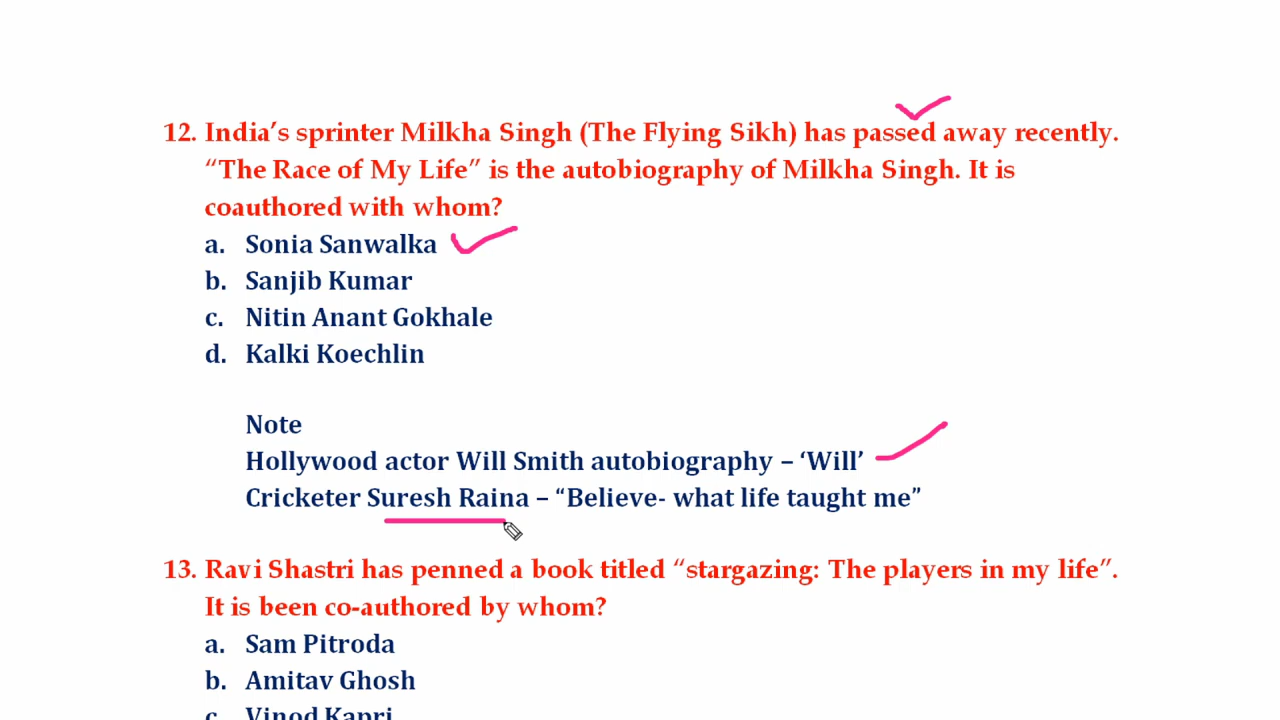 12. India’s sprinter Milkha Singh (The Flying Sikh) has passed away recently.
“The Race of My Life” is the autobiography of Milkha Singh. It is
coauthored with whom?
a. Sonia Sanwalka
b. Sanjib Kumar
c. Nitin Anant Gokhale
d. Kalki Koechlin
Note
Hollywood actor Will Smith autobiography – ‘Will’
Cricketer Suresh Raina – “Believe- what life taught me”
13. Ravi Shastri has penned a book titled “stargazing: The players in my life”.
It is been co-authored by whom?
a. Sam Pitroda
b. Amitav Ghosh
c. Vinod Kapri